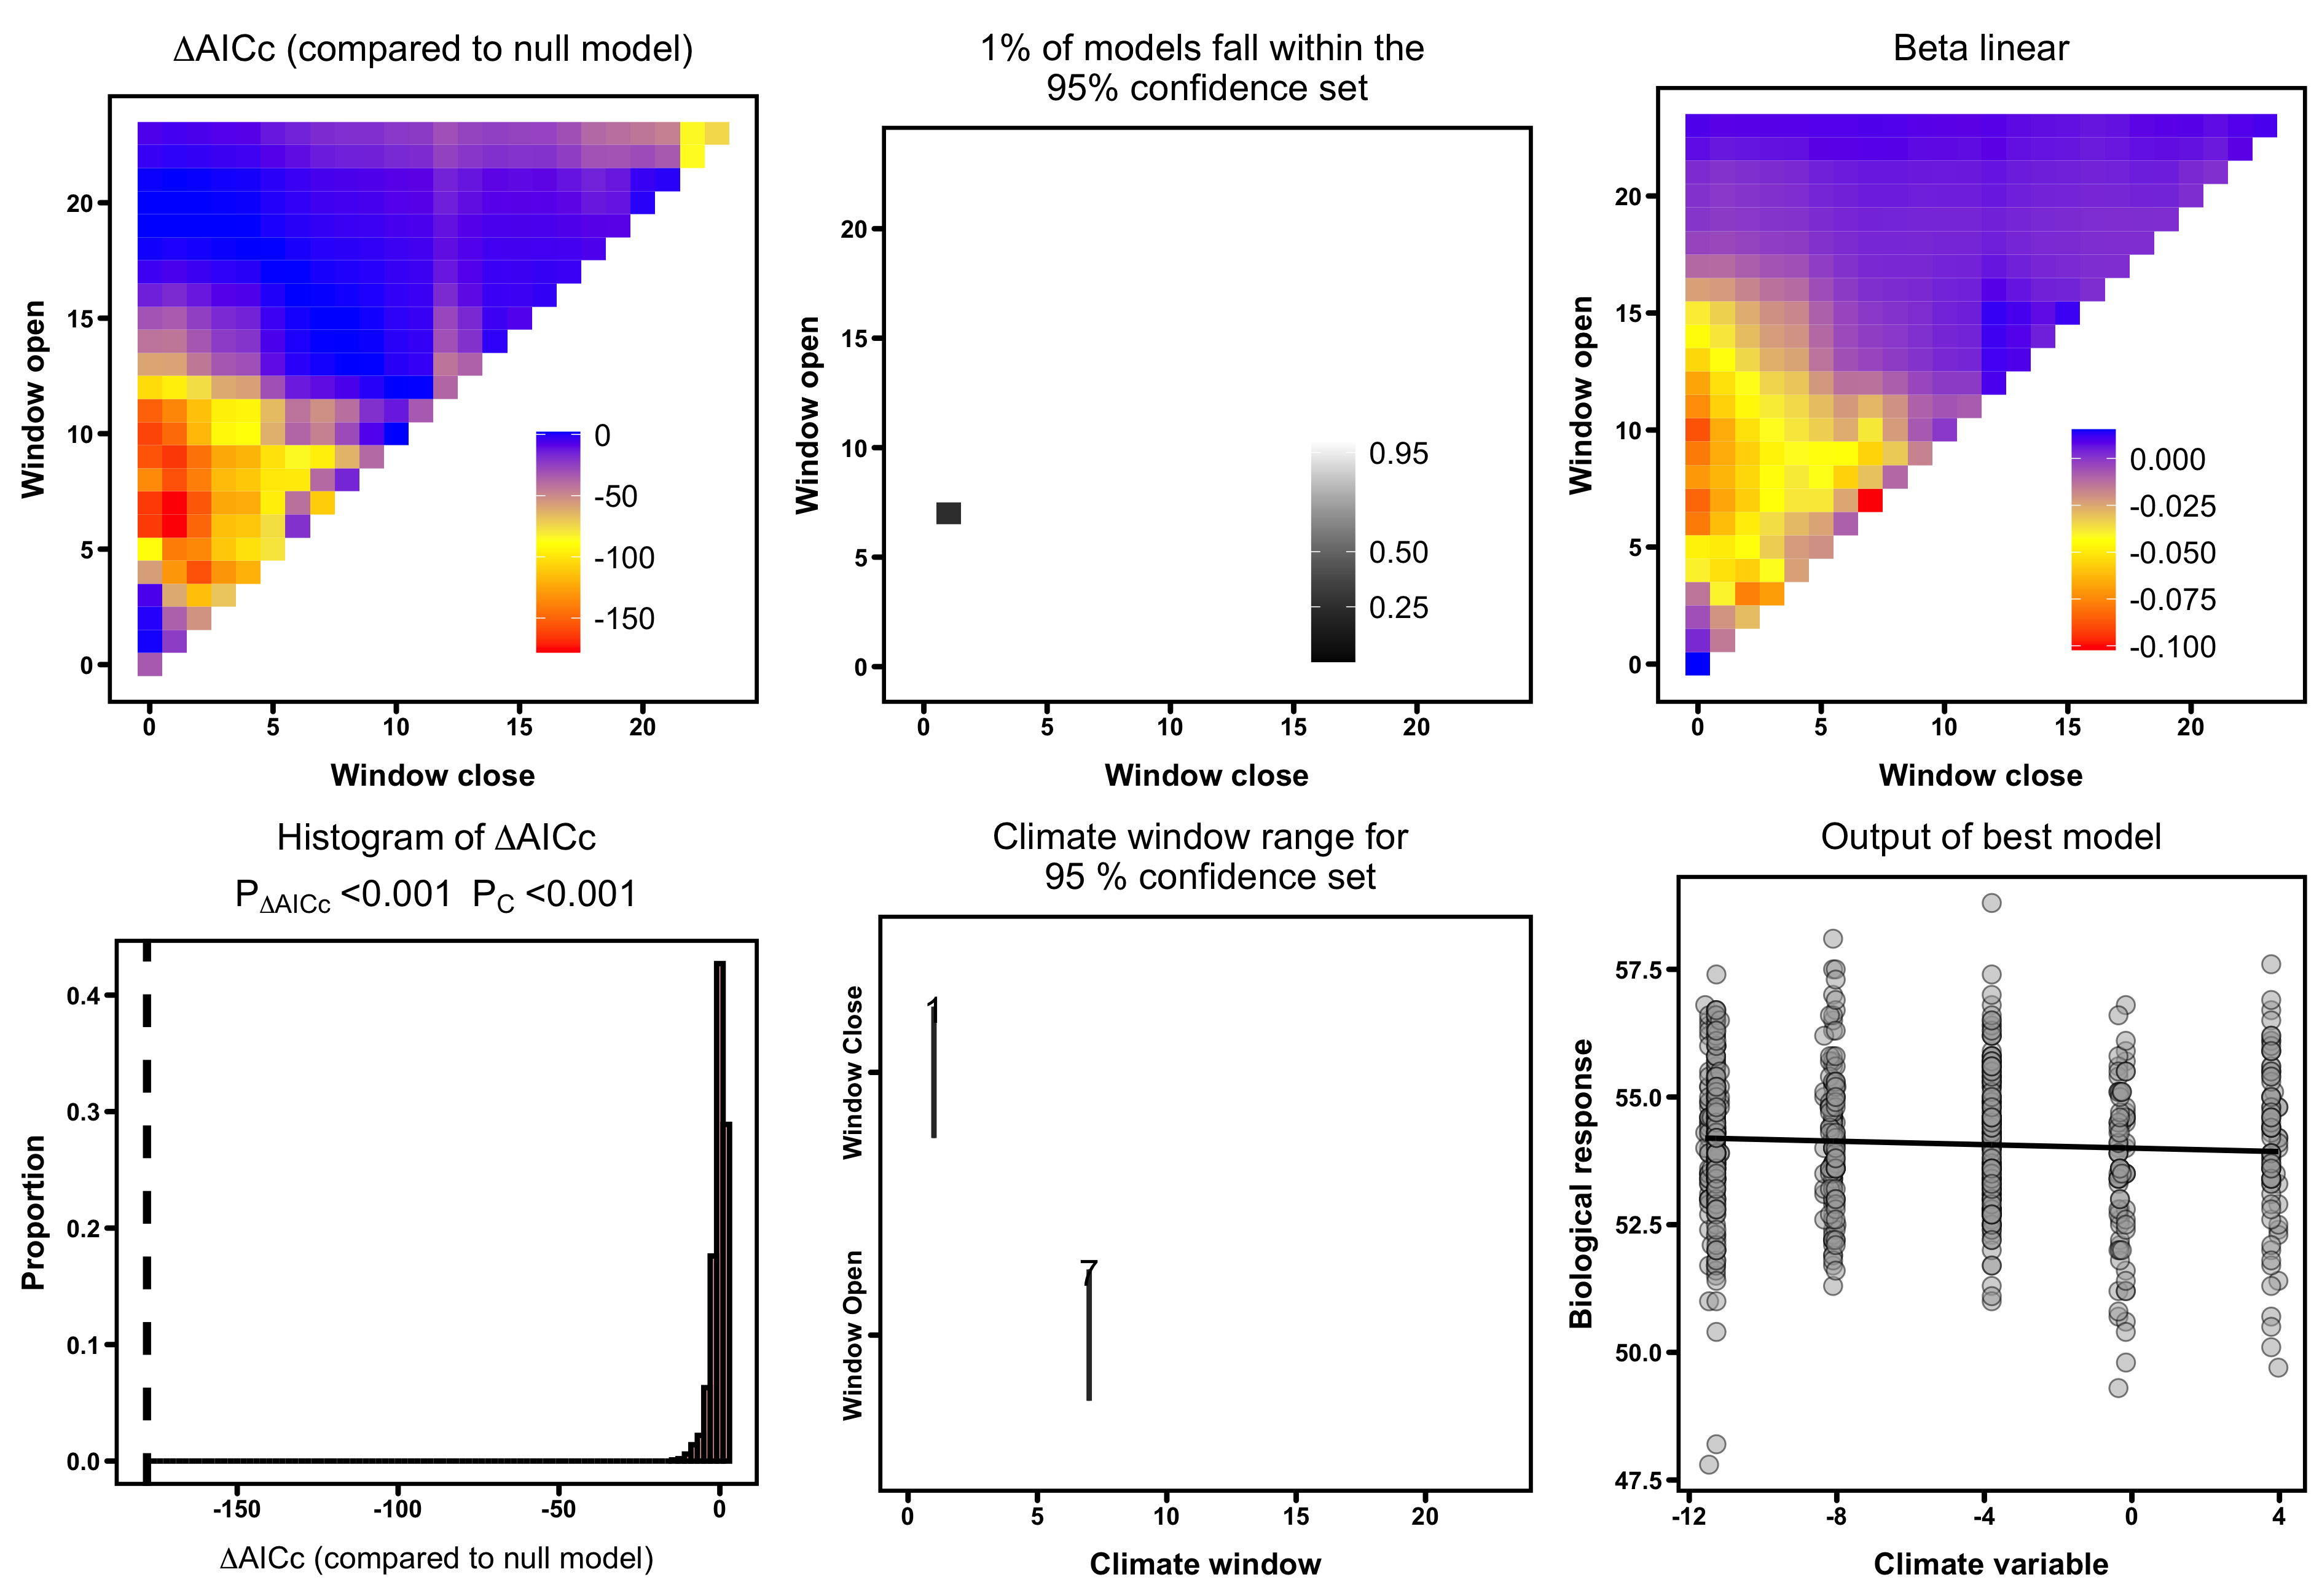 ΔAICc (compared to null model)
Window open
20
15
10
5
0
0
-50
-100
-150
0 5 10 15 20
Window close
1% of models fall within the
95% confidence set
Window open
20
15
10
5
0
0.95
0.50
0.25
0 5 10 15 20
Window close
Beta linear
Window open
20
15
10
5
0
0.000
-0.025
-0.050
-0.075
-0.100
0 5 10 15 20
Window close
Histogram of ΔAICc
PΔAICc <0.001 PC <0.001
Proportion
0.4
0.3
0.2
0.1
0.0
-150 -100 -50 0
ΔAICc (compared to null model)
Climate window range for
95 % confidence set
Window Close
1
Window Open
7
0 5 10 15 20
Climate window
Output of best model
Biological response
57.5
55.0
52.5
50.0
47.5
-12 -8 -4 0 4
Climate variable